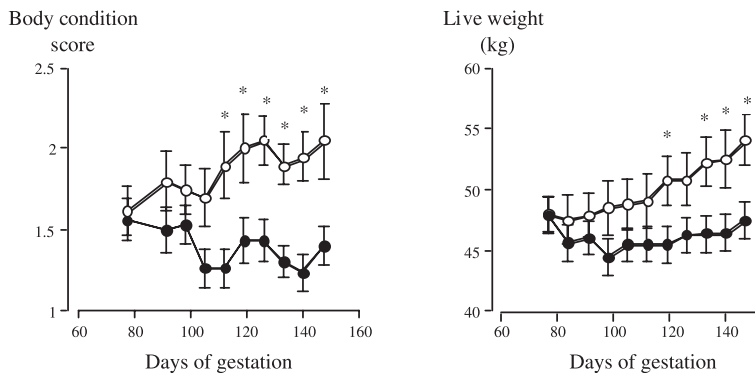 Body condition
score
2.5
2
1.5
1
60 80 100 120 140 160
Days of gestation
* * * * * *
Live weight
(kg)
60
55
50
45
40
60 80 100 120 140
Days of gestation
* * * *